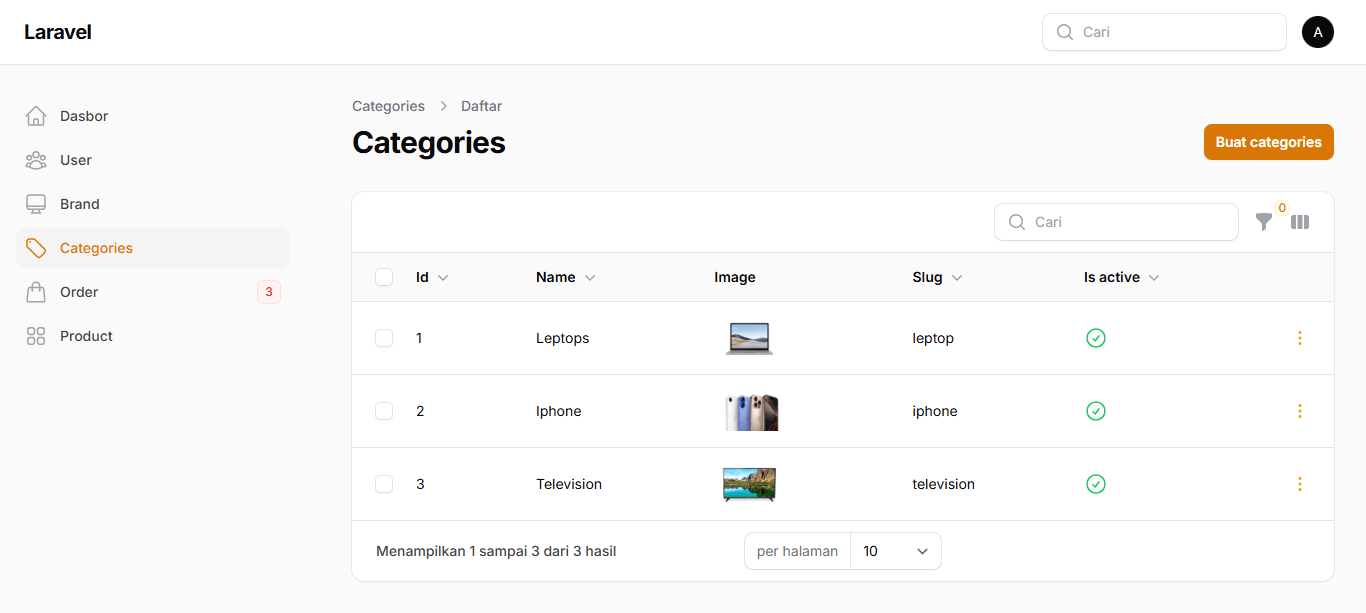 Laravel
Cari
A
Dasbor
User
Brand
Categories
Order
3
Product
Categories > Daftar
Categories
Buat categories
Cari
0
Id Name Image Slug Is active
1 Leptops leptop
2 Iphone iphone
3 Television television
Menampilkan 1 sampai 3 dari 3 hasil
per halaman 10